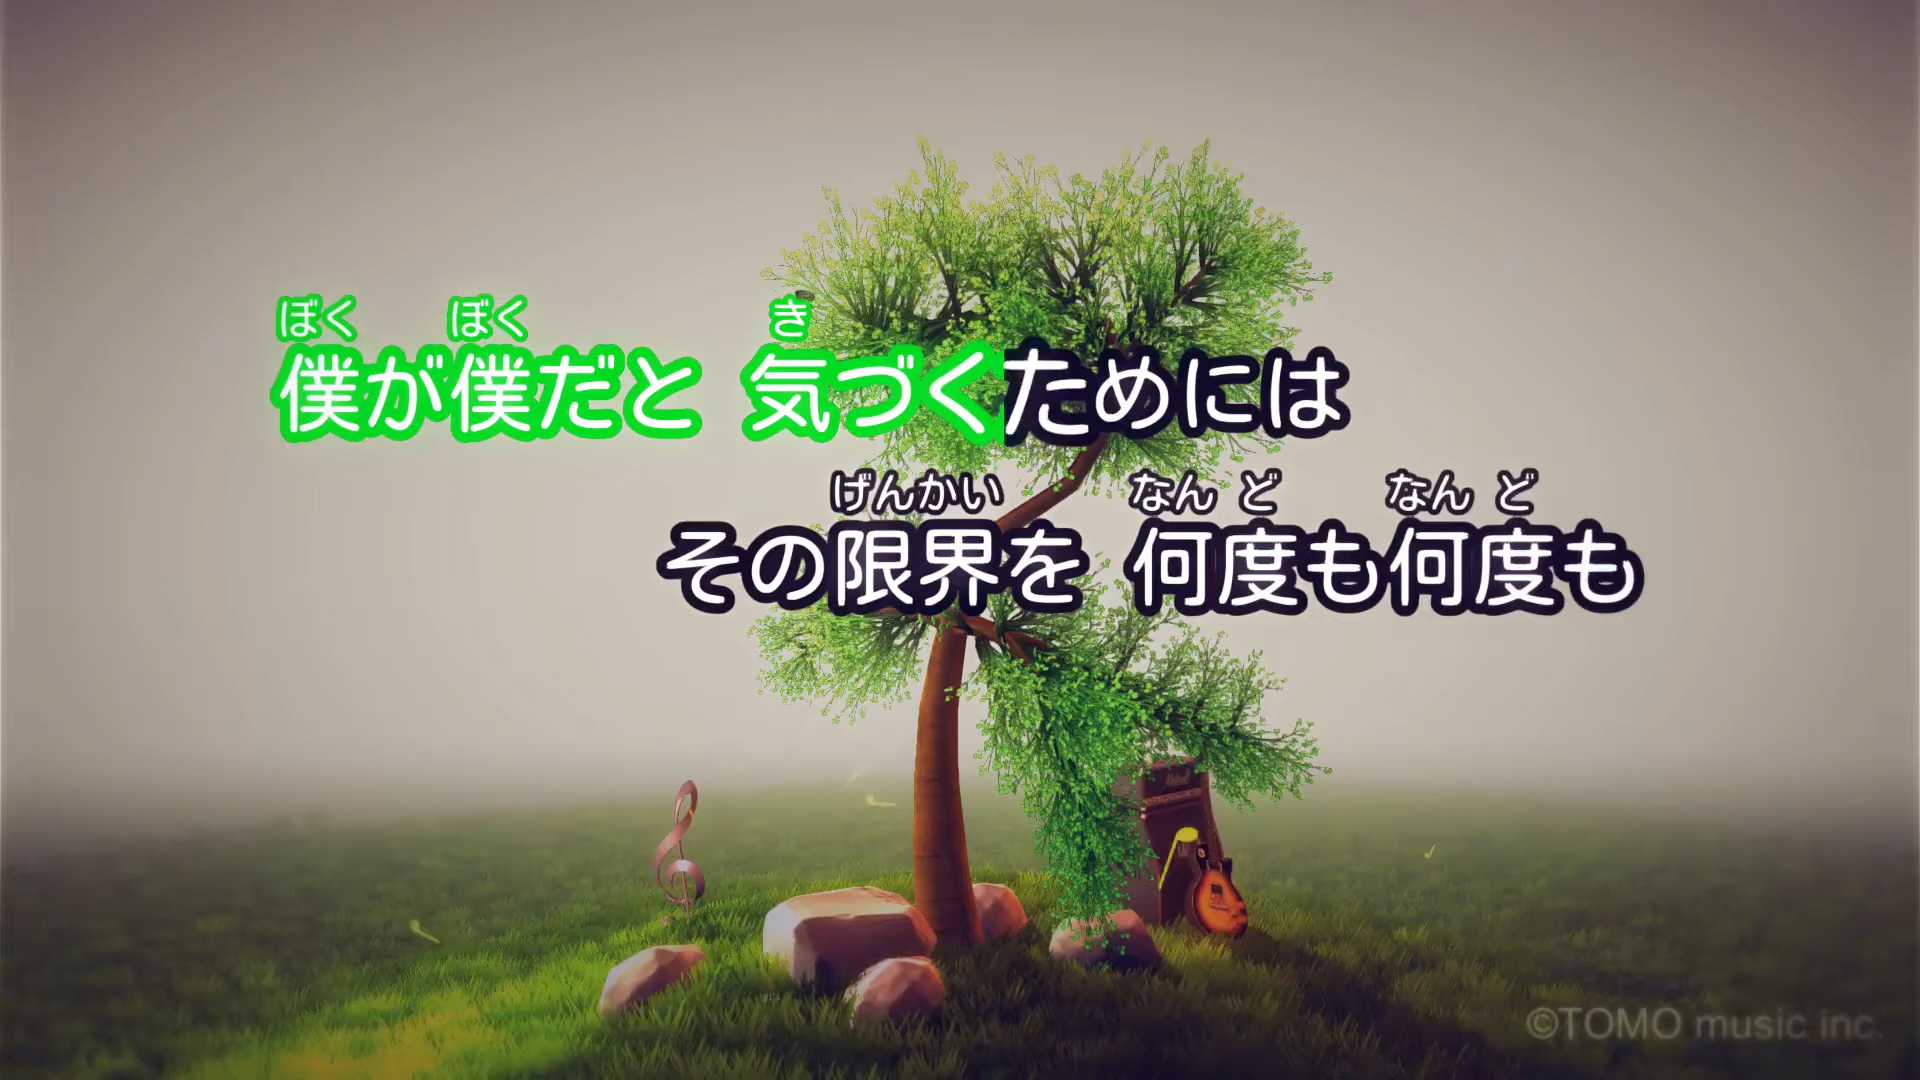 ぼく ぼく き
僕が僕だと 気づくためには
げんかい なん ど なん ど
その限界を 何度も何度も
©TOMO music inc.